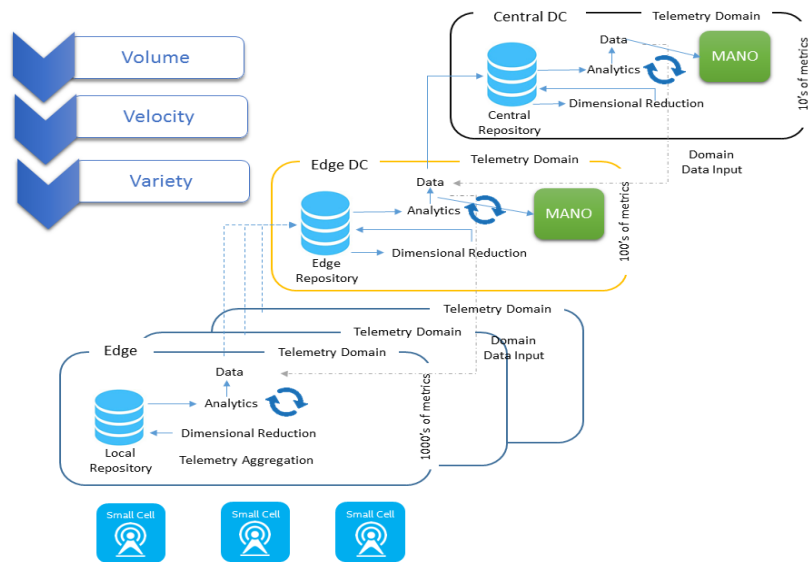 Volume
Velocity
Variety
Central DC
Telemetry Domain
Data
Analytics
MANO
Central
Repository
Dimensional Reduction
10's of metrics
Domain
Data Input
Edge DC
Telemetry Domain
Data
Analytics
MANO
Edge
Repository
Dimensional Reduction
100's of metrics
Telemetry Domain
Telemetry Domain
Domain
Data Input
Edge
Telemetry Domain
Data
Analytics
Dimensional Reduction
Local
Repository
Telemetry Aggregation
1000's of metrics
Small Cell
Small Cell
Small Cell